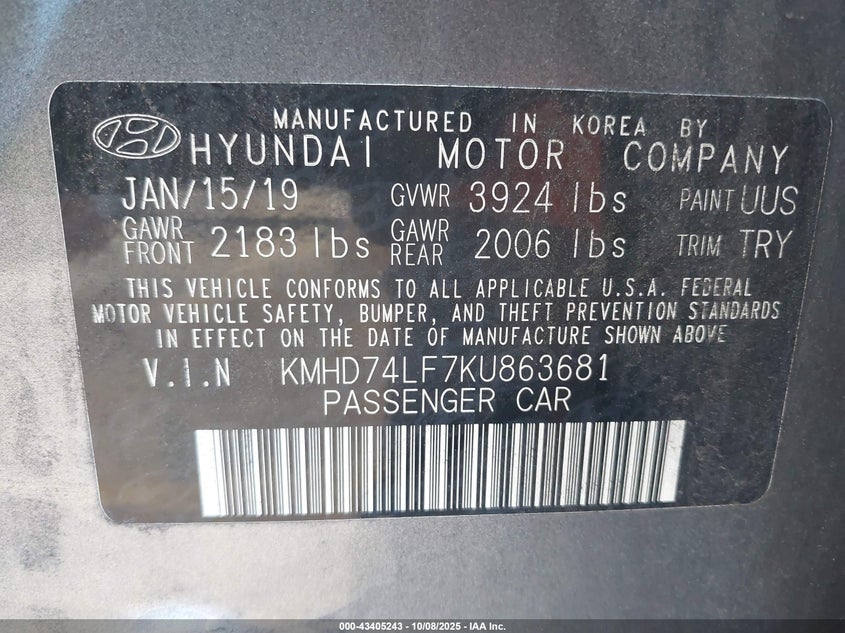 MANUFACTURED IN KOREA BY
HYUNDAI MOTOR COMPANY
JAN/15/19 GVWR 3924 lbs PAINT UUS
GAWR FRONT 2183 lbs GAWR REAR 2006 lbs TRIM TRY
THIS VEHICLE CONFORMS TO ALL APPLICABLE U.S.A. FEDERAL
MOTOR VEHICLE SAFETY, BUMPER, AND THEFT PREVENTION STANDARDS
IN EFFECT ON THE DATE OF MANUFACTURE SHOWN ABOVE
V.I.N KMHD74LF7KU863681
PASSENGER CAR
000-43405243 - 10/08/2025 - IAA Inc.